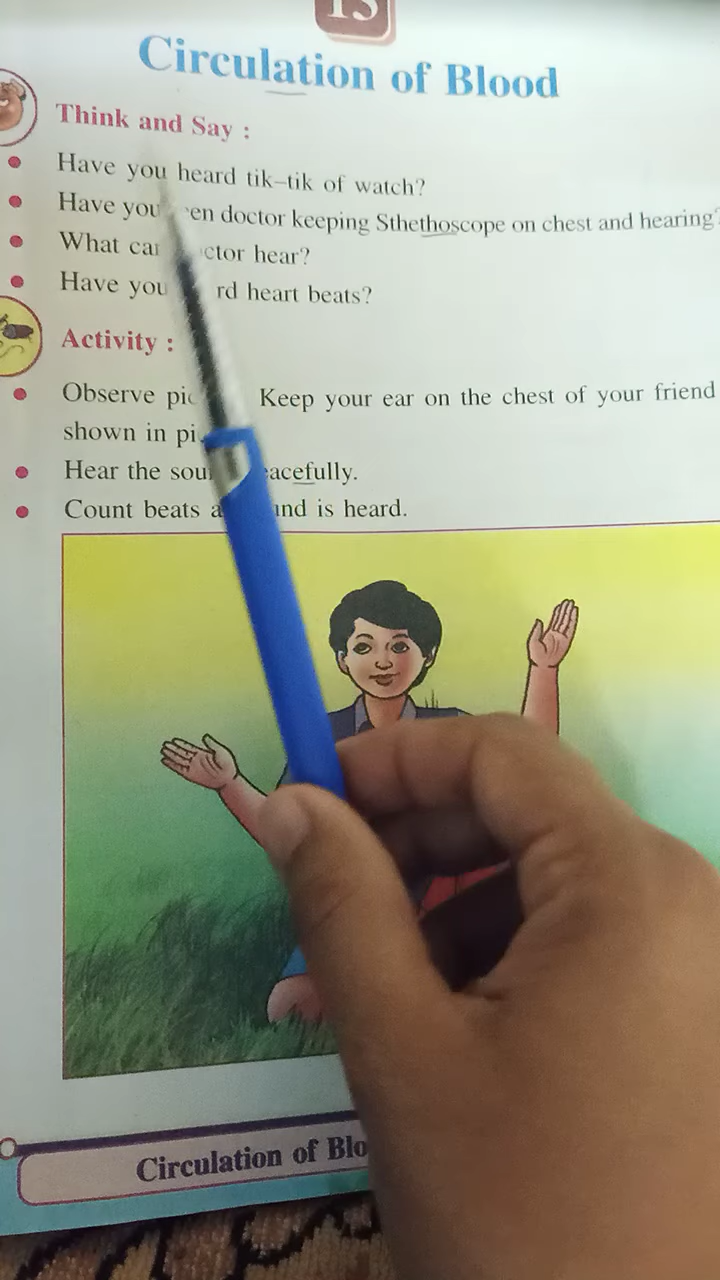 13
Circulation of Blood
Think and Say :
Have you heard tik–tik of watch?
Have you en doctor keeping Sthethoscope on chest and hearing?
What ca ctor hear?
Have you rd heart beats?
Activity :
Observe pi Keep your ear on the chest of your friend
shown in pi
Hear the sou acefully.
Count beats a und is heard.
Circulation of Blo